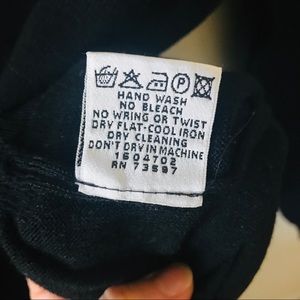 HAND WASH
NO BLEACH
NO WRING OR TWIST
DRY FLAT-COOL IRON
DRY CLEANING
DON'T DRY IN MACHINE
1604702
RN 73597